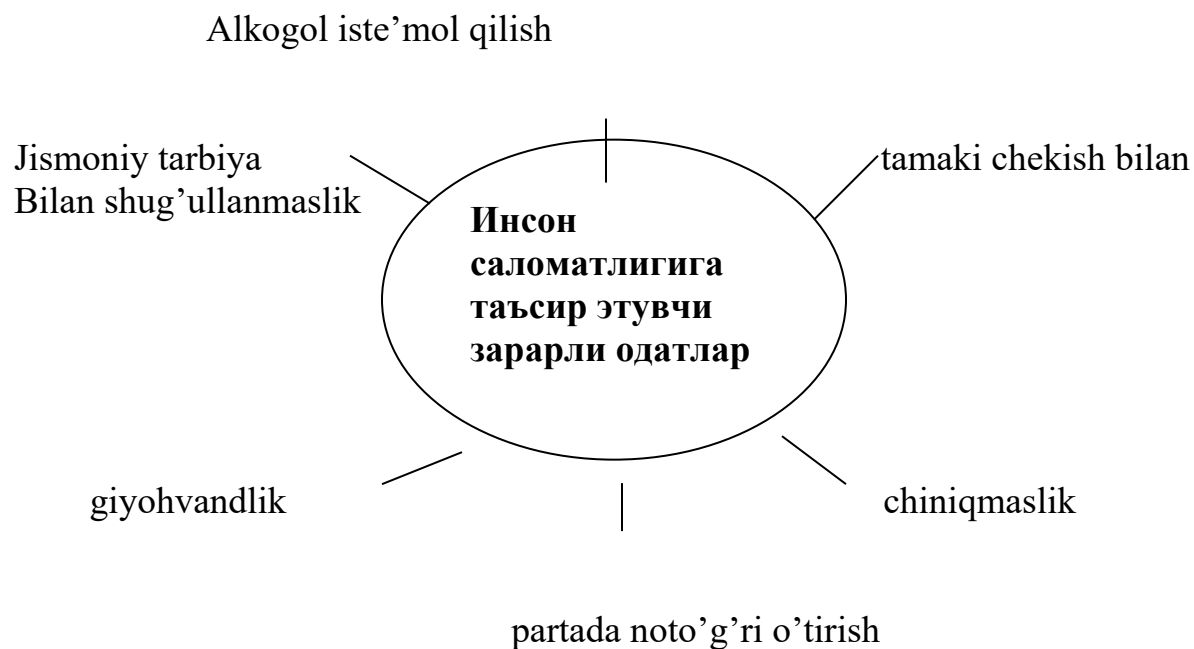 Alkogol iste’mol qilish
Jismoniy tarbiya
Bilan shug’ullanmaslik
tamaki chekish bilan
Инсон
саломатлигига
таъсир этувчи
зарарли одатлар
giyohvandlik
chiniqmaslik
partada noto’g’ri o’tirish